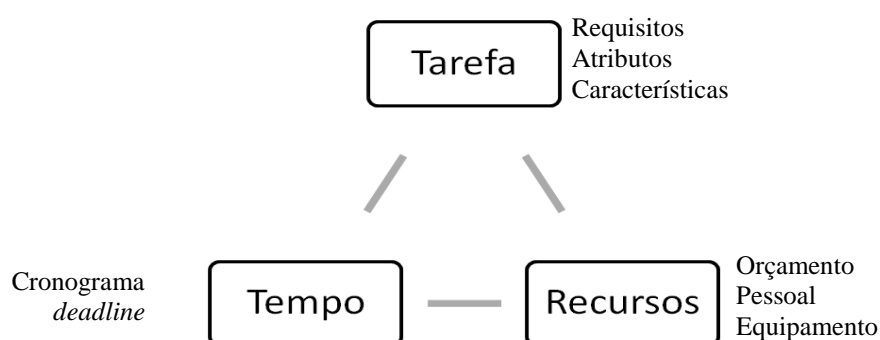 Tarefa
Requisitos
Atributos
Características
Cronograma
deadline
Tempo
Recursos
Orçamento
Pessoal
Equipamento